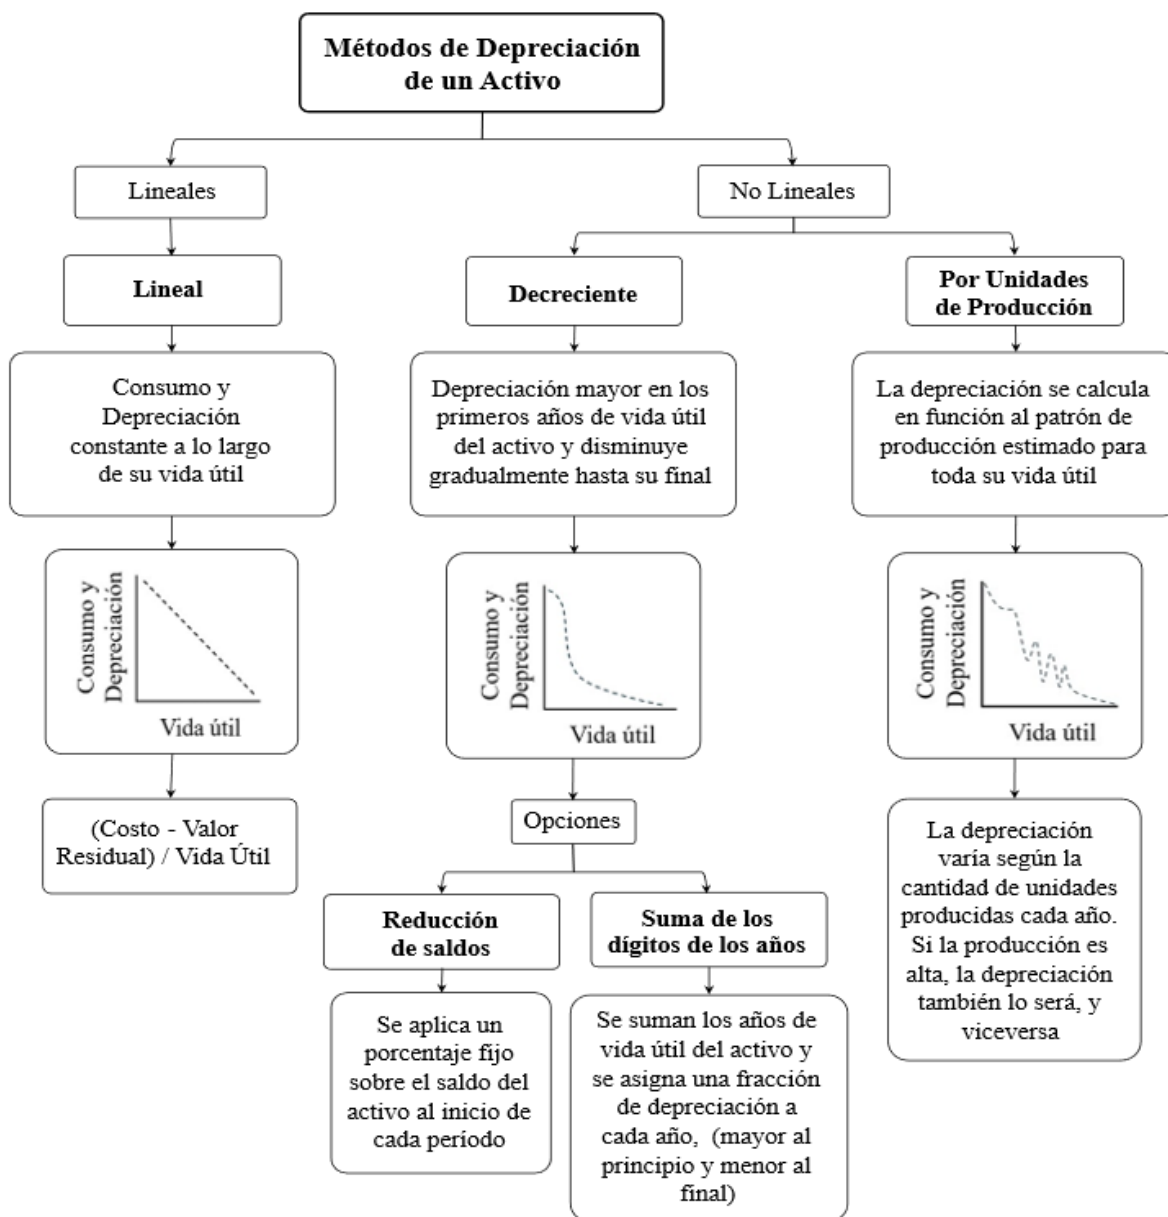 Métodos de Depreciación
de un Activo
Lineales
No Lineales
Lineal
Decreciente
Por Unidades
de Producción
Consumo y
Depreciación
constante a lo largo
de su vida útil
Depreciación mayor en los
primeros años de vida útil
del activo y disminuye
gradualmente hasta su final
La depreciación se calcula
en función al patrón de
producción estimado para
toda su vida útil
Consumo y
Depreciación
Vida útil
Consumo y
Depreciación
Vida útil
Consumo y
Depreciación
Vida útil
(Costo - Valor
Residual) / Vida Útil
Opciones
Reducción
de saldos
Suma de los
dígitos de los años
Se aplica un
porcentaje fijo
sobre el saldo del
activo al inicio de
cada período
Se suman los años de
vida útil del activo y
se asigna una fracción
de depreciación a
cada año, (mayor al
principio y menor al
final)
La depreciación
varía según la
cantidad de unidades
producidas cada año.
Si la producción es
alta, la depreciación
también lo será, y
viceversa